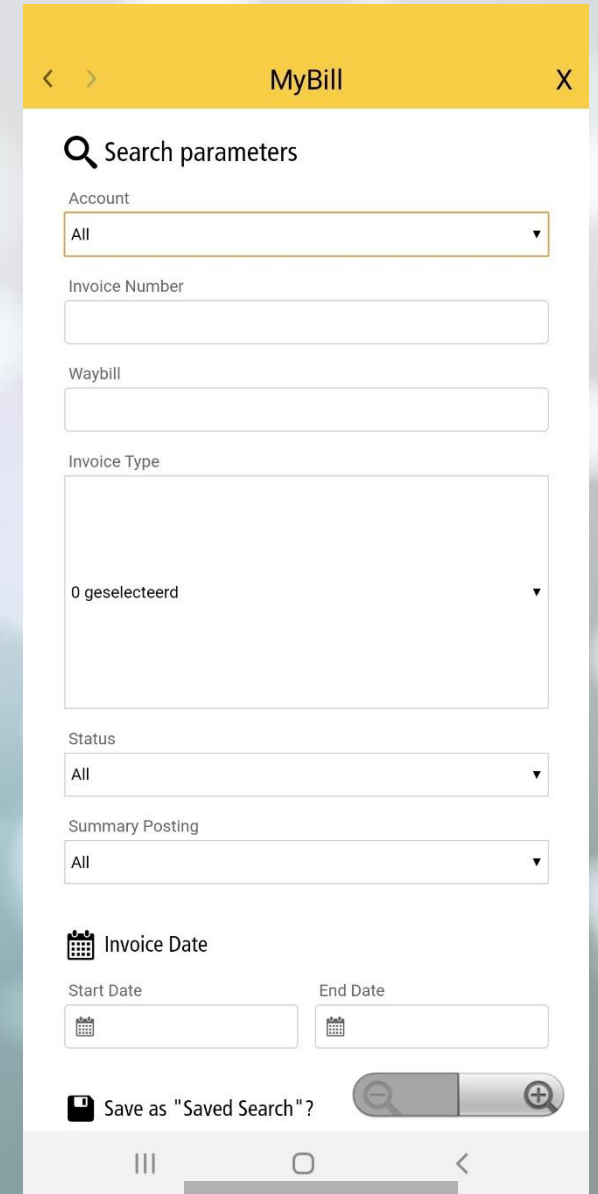 MyBill
X
Search parameters
Account
All
Invoice Number
Waybill
Invoice Type
0 geselecteerd
Status
All
Summary Posting
All
Invoice Date
Start Date End Date
Save as "Saved Search"?